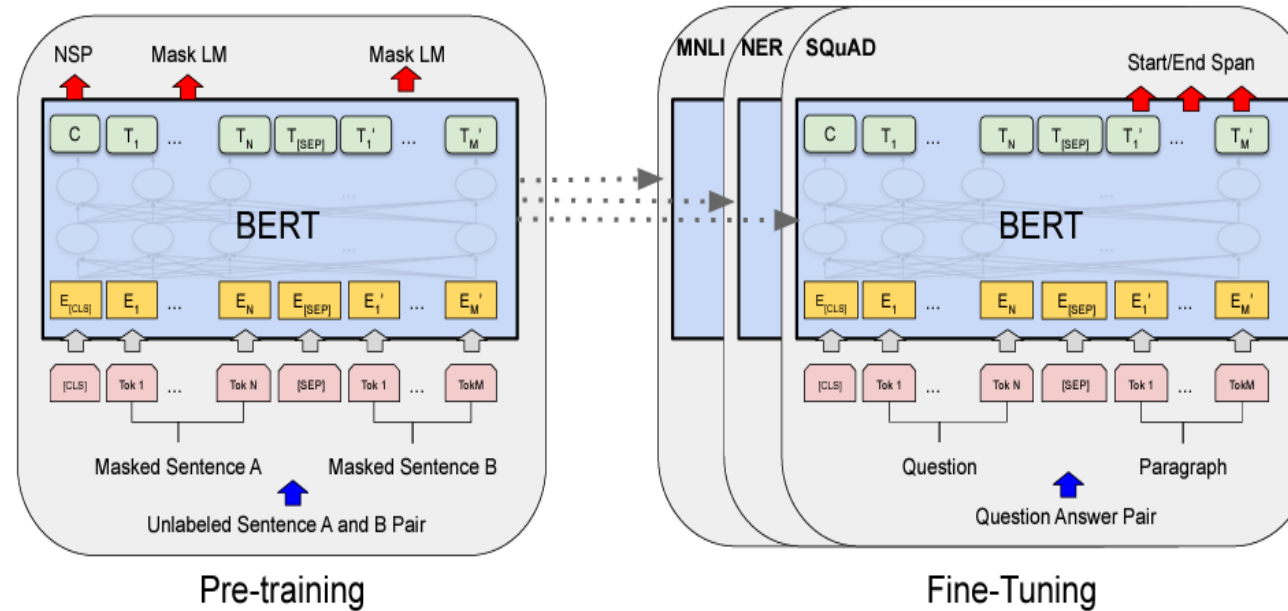 NSP Mask LM Mask LM
C T1 ... TN T[SEP] T1' ... TM'
...
BERT
...
E[CLS] E1 ... EN E[SEP] E1' ... EM'
[CLS] Tok 1 ... Tok N [SEP] Tok 1 ... TokM
Masked Sentence A Masked Sentence B
Unlabeled Sentence A and B Pair
Pre-training
MNLI NER SQuAD
Start/End Span
C T1 ... TN T[SEP] T1' ... TM'
...
BERT
...
E[CLS] E1 ... EN E[SEP] E1' ... EM'
[CLS] Tok 1 ... Tok N [SEP] Tok 1 ... TokM
Question Paragraph
Question Answer Pair
Fine-Tuning